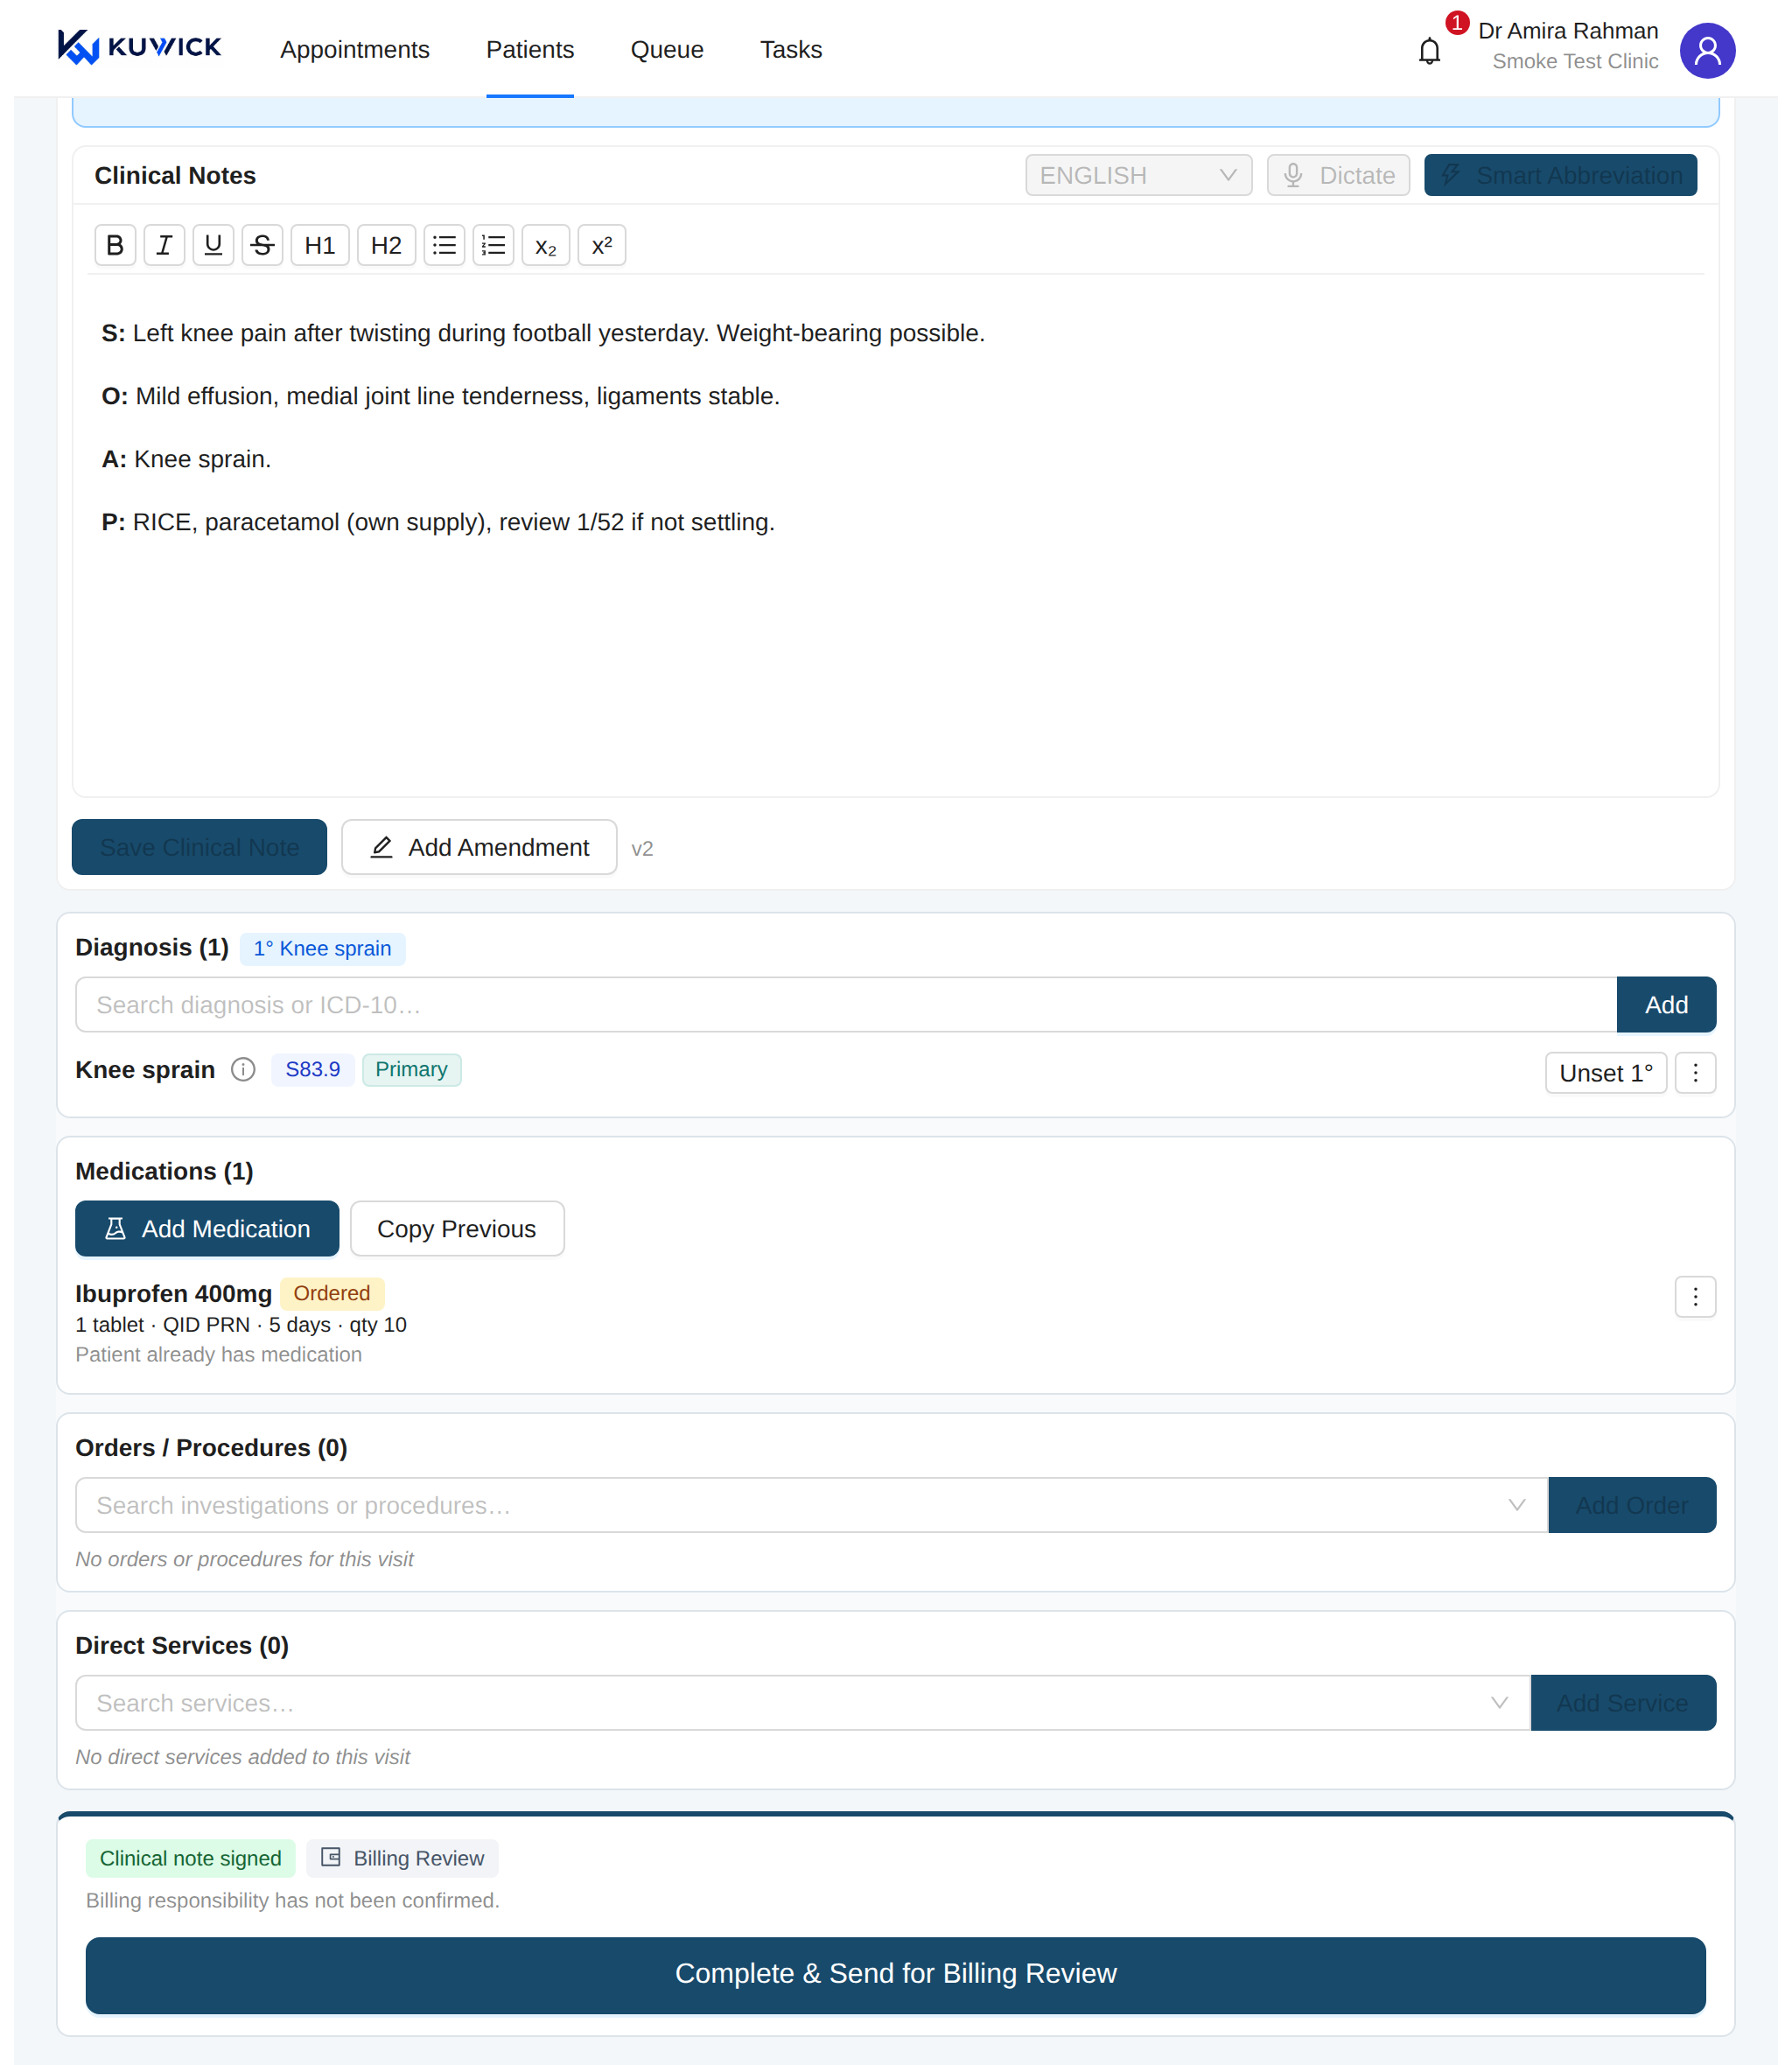 KUWICK
Appointments
Patients
Queue
Tasks
1
Dr Amira Rahman
Smoke Test Clinic
Clinical Notes
ENGLISH
Dictate
Smart Abbreviation
H1
H2
x₂
x²
S: Left knee pain after twisting during football yesterday. Weight-bearing possible.
O: Mild effusion, medial joint line tenderness, ligaments stable.
A: Knee sprain.
P: RICE, paracetamol (own supply), review 1/52 if not settling.
Save Clinical Note
Add Amendment
v2
Diagnosis (1)
1° Knee sprain
Search diagnosis or ICD-10…
Add
Knee sprain
S83.9
Primary
Unset 1°
Medications (1)
Add Medication
Copy Previous
Ibuprofen 400mg
Ordered
1 tablet · QID PRN · 5 days · qty 10
Patient already has medication
Orders / Procedures (0)
Search investigations or procedures…
Add Order
No orders or procedures for this visit
Direct Services (0)
Search services…
Add Service
No direct services added to this visit
Clinical note signed
Billing Review
Billing responsibility has not been confirmed.
Complete & Send for Billing Review